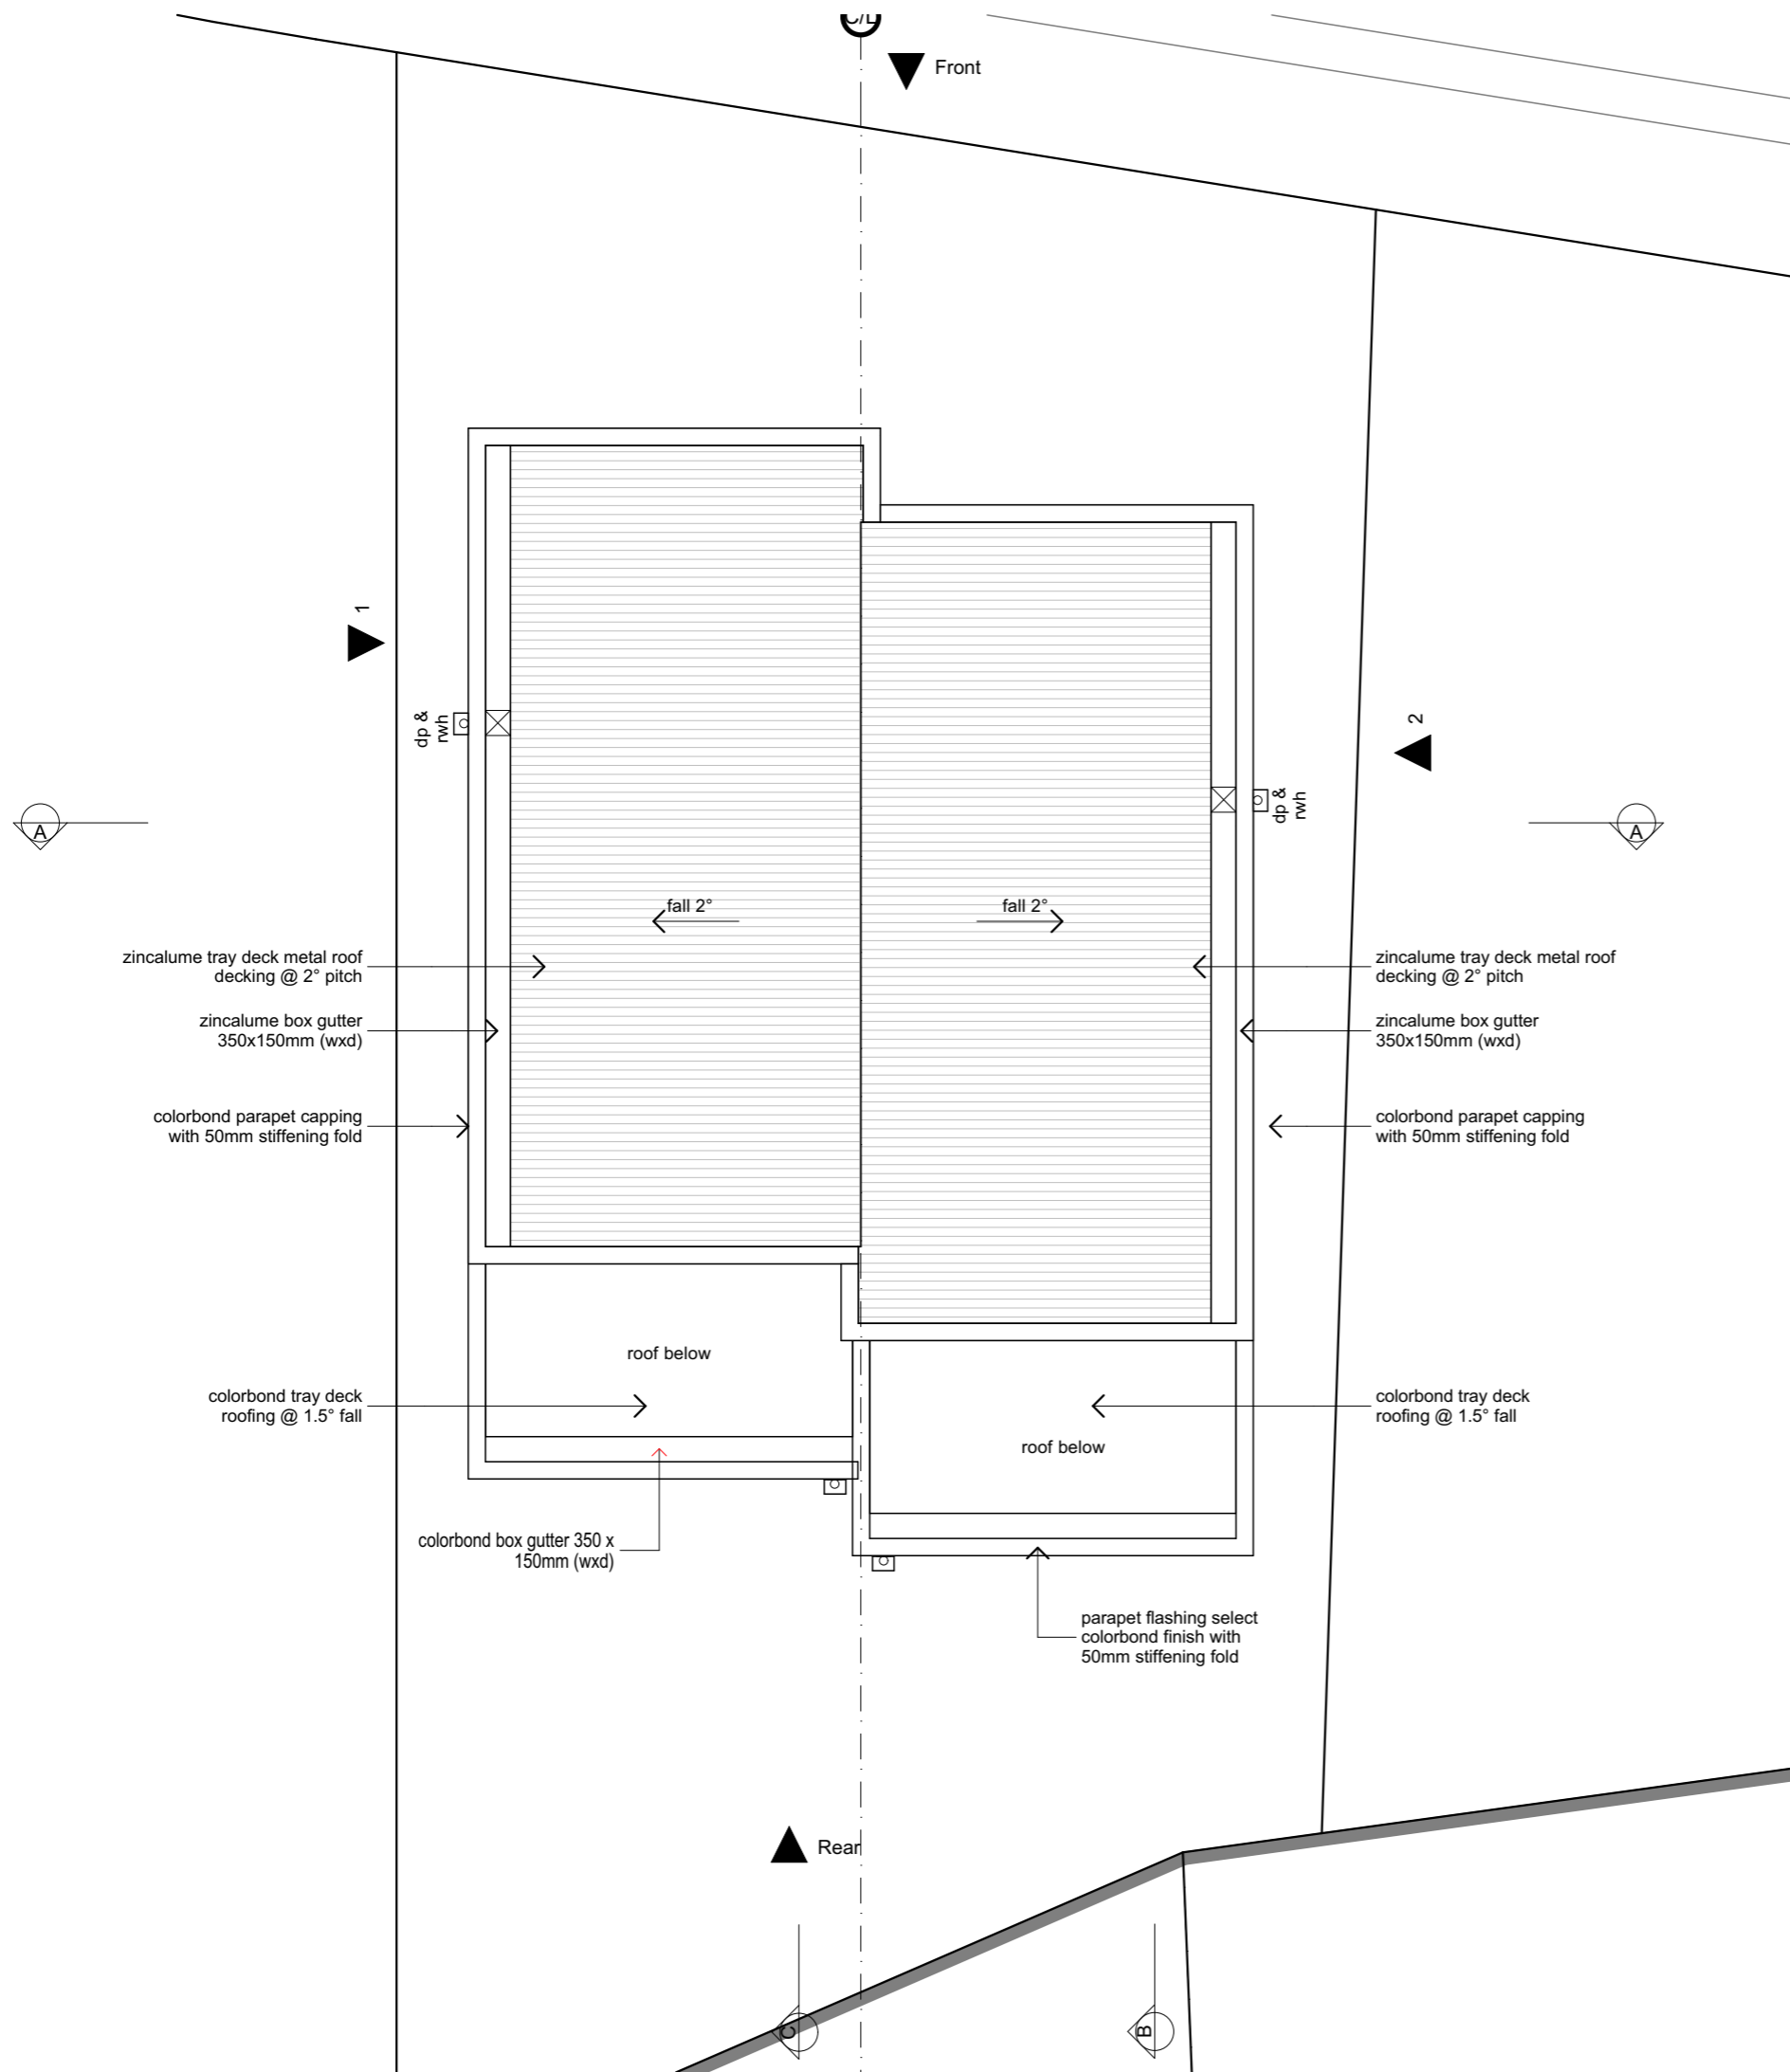 C/L
Front
1
dp &
rwh
2
dp &
rwh
A
A
fall 2°
fall 2°
zincalume tray deck metal roof
decking @ 2° pitch
zincalume tray deck metal roof
decking @ 2° pitch
zincalume box gutter
350x150mm (wxd)
zincalume box gutter
350x150mm (wxd)
colorbond parapet capping
with 50mm stiffening fold
colorbond parapet capping
with 50mm stiffening fold
roof below
colorbond tray deck
roofing @ 1.5° fall
colorbond tray deck
roofing @ 1.5° fall
roof below
colorbond box gutter 350 x
150mm (wxd)
parapet flashing select
colorbond finish with
50mm stiffening fold
Rear
C
B